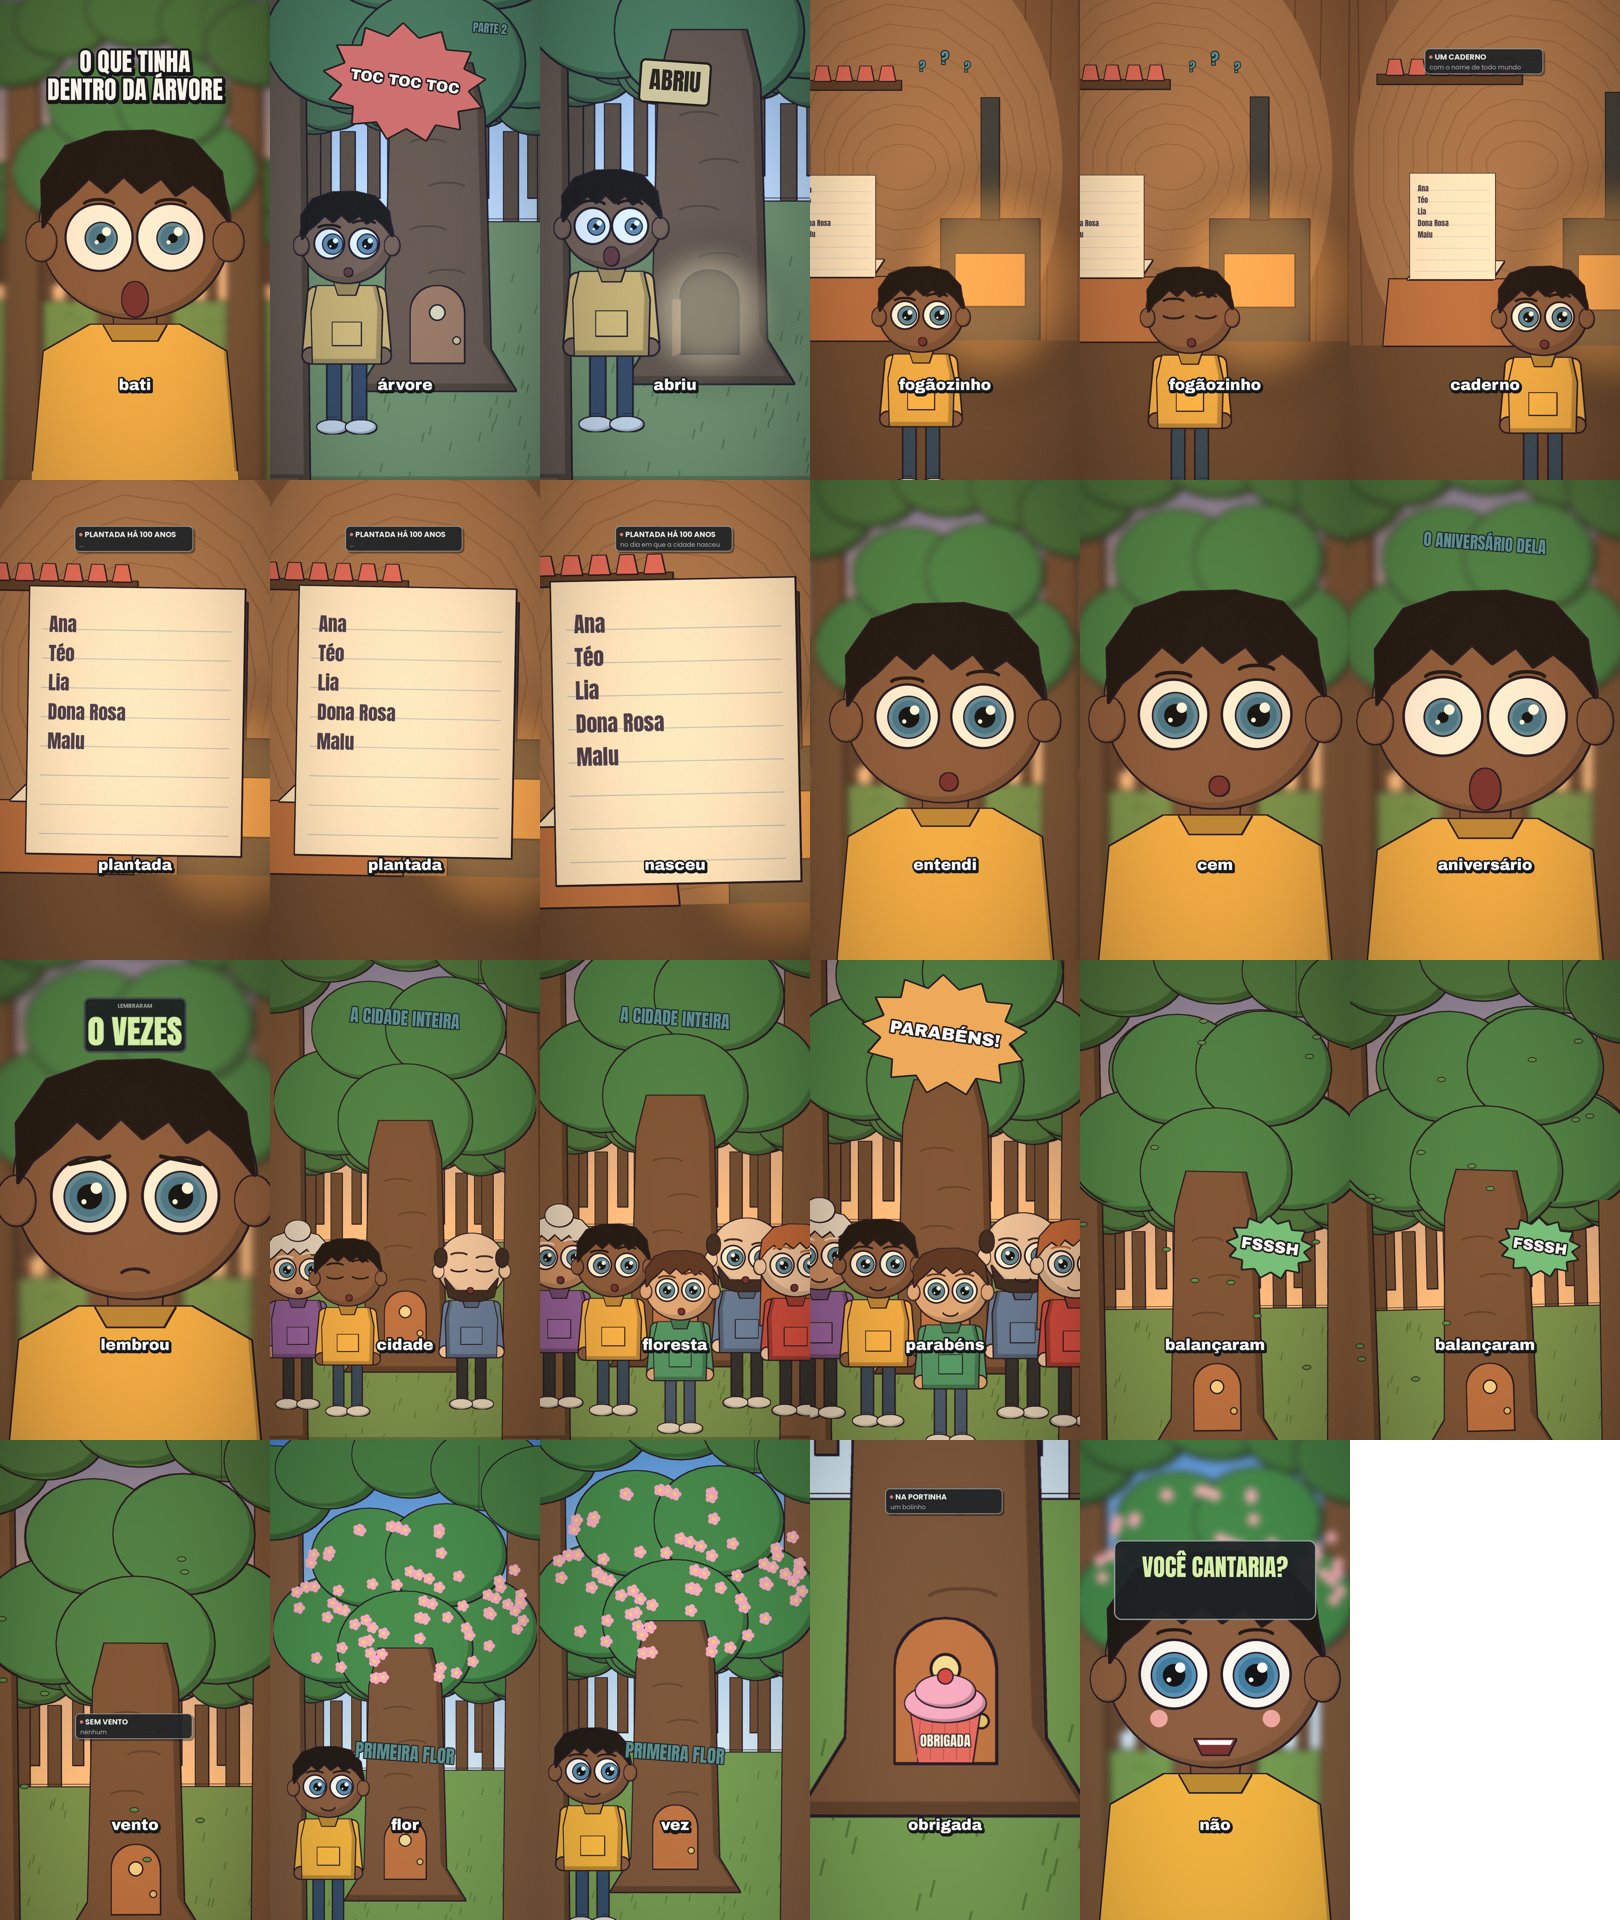 O QUE TINHA
DENTRO DA ÁRVORE
bati
PARTE 2
TOC TOC TOC
árvore
ABRIU
abriu
? ? ?
na Rosa
lu
fogãozinho
? ? ?
na Rosa
u
fogãozinho
UM CADERNO
com o nome de todo mundo
Ana
Téo
Lia
Dona Rosa
Malu
caderno
PLANTADA HÁ 100 ANOS
Ana
Téo
Lia
Dona Rosa
Malu
plantada
PLANTADA HÁ 100 ANOS
Ana
Téo
Lia
Dona Rosa
Malu
plantada
PLANTADA HÁ 100 ANOS
no dia em que a cidade nasceu
Ana
Téo
Lia
Dona Rosa
Malu
nasceu
entendi
cem
O ANIVERSÁRIO DELA
aniversário
LEMBRARAM
0 VEZES
lembrou
A CIDADE INTEIRA
cidade
A CIDADE INTEIRA
floresta
PARABÉNS!
parabéns
FSSSH
balançaram
FSSSH
balançaram
SEM VENTO
nenhum
vento
PRIMEIRA FLOR
flor
PRIMEIRA FLOR
vez
NA PORTINHA
um bolinho
OBRIGADA
obrigada
VOCÊ CANTARIA?
não